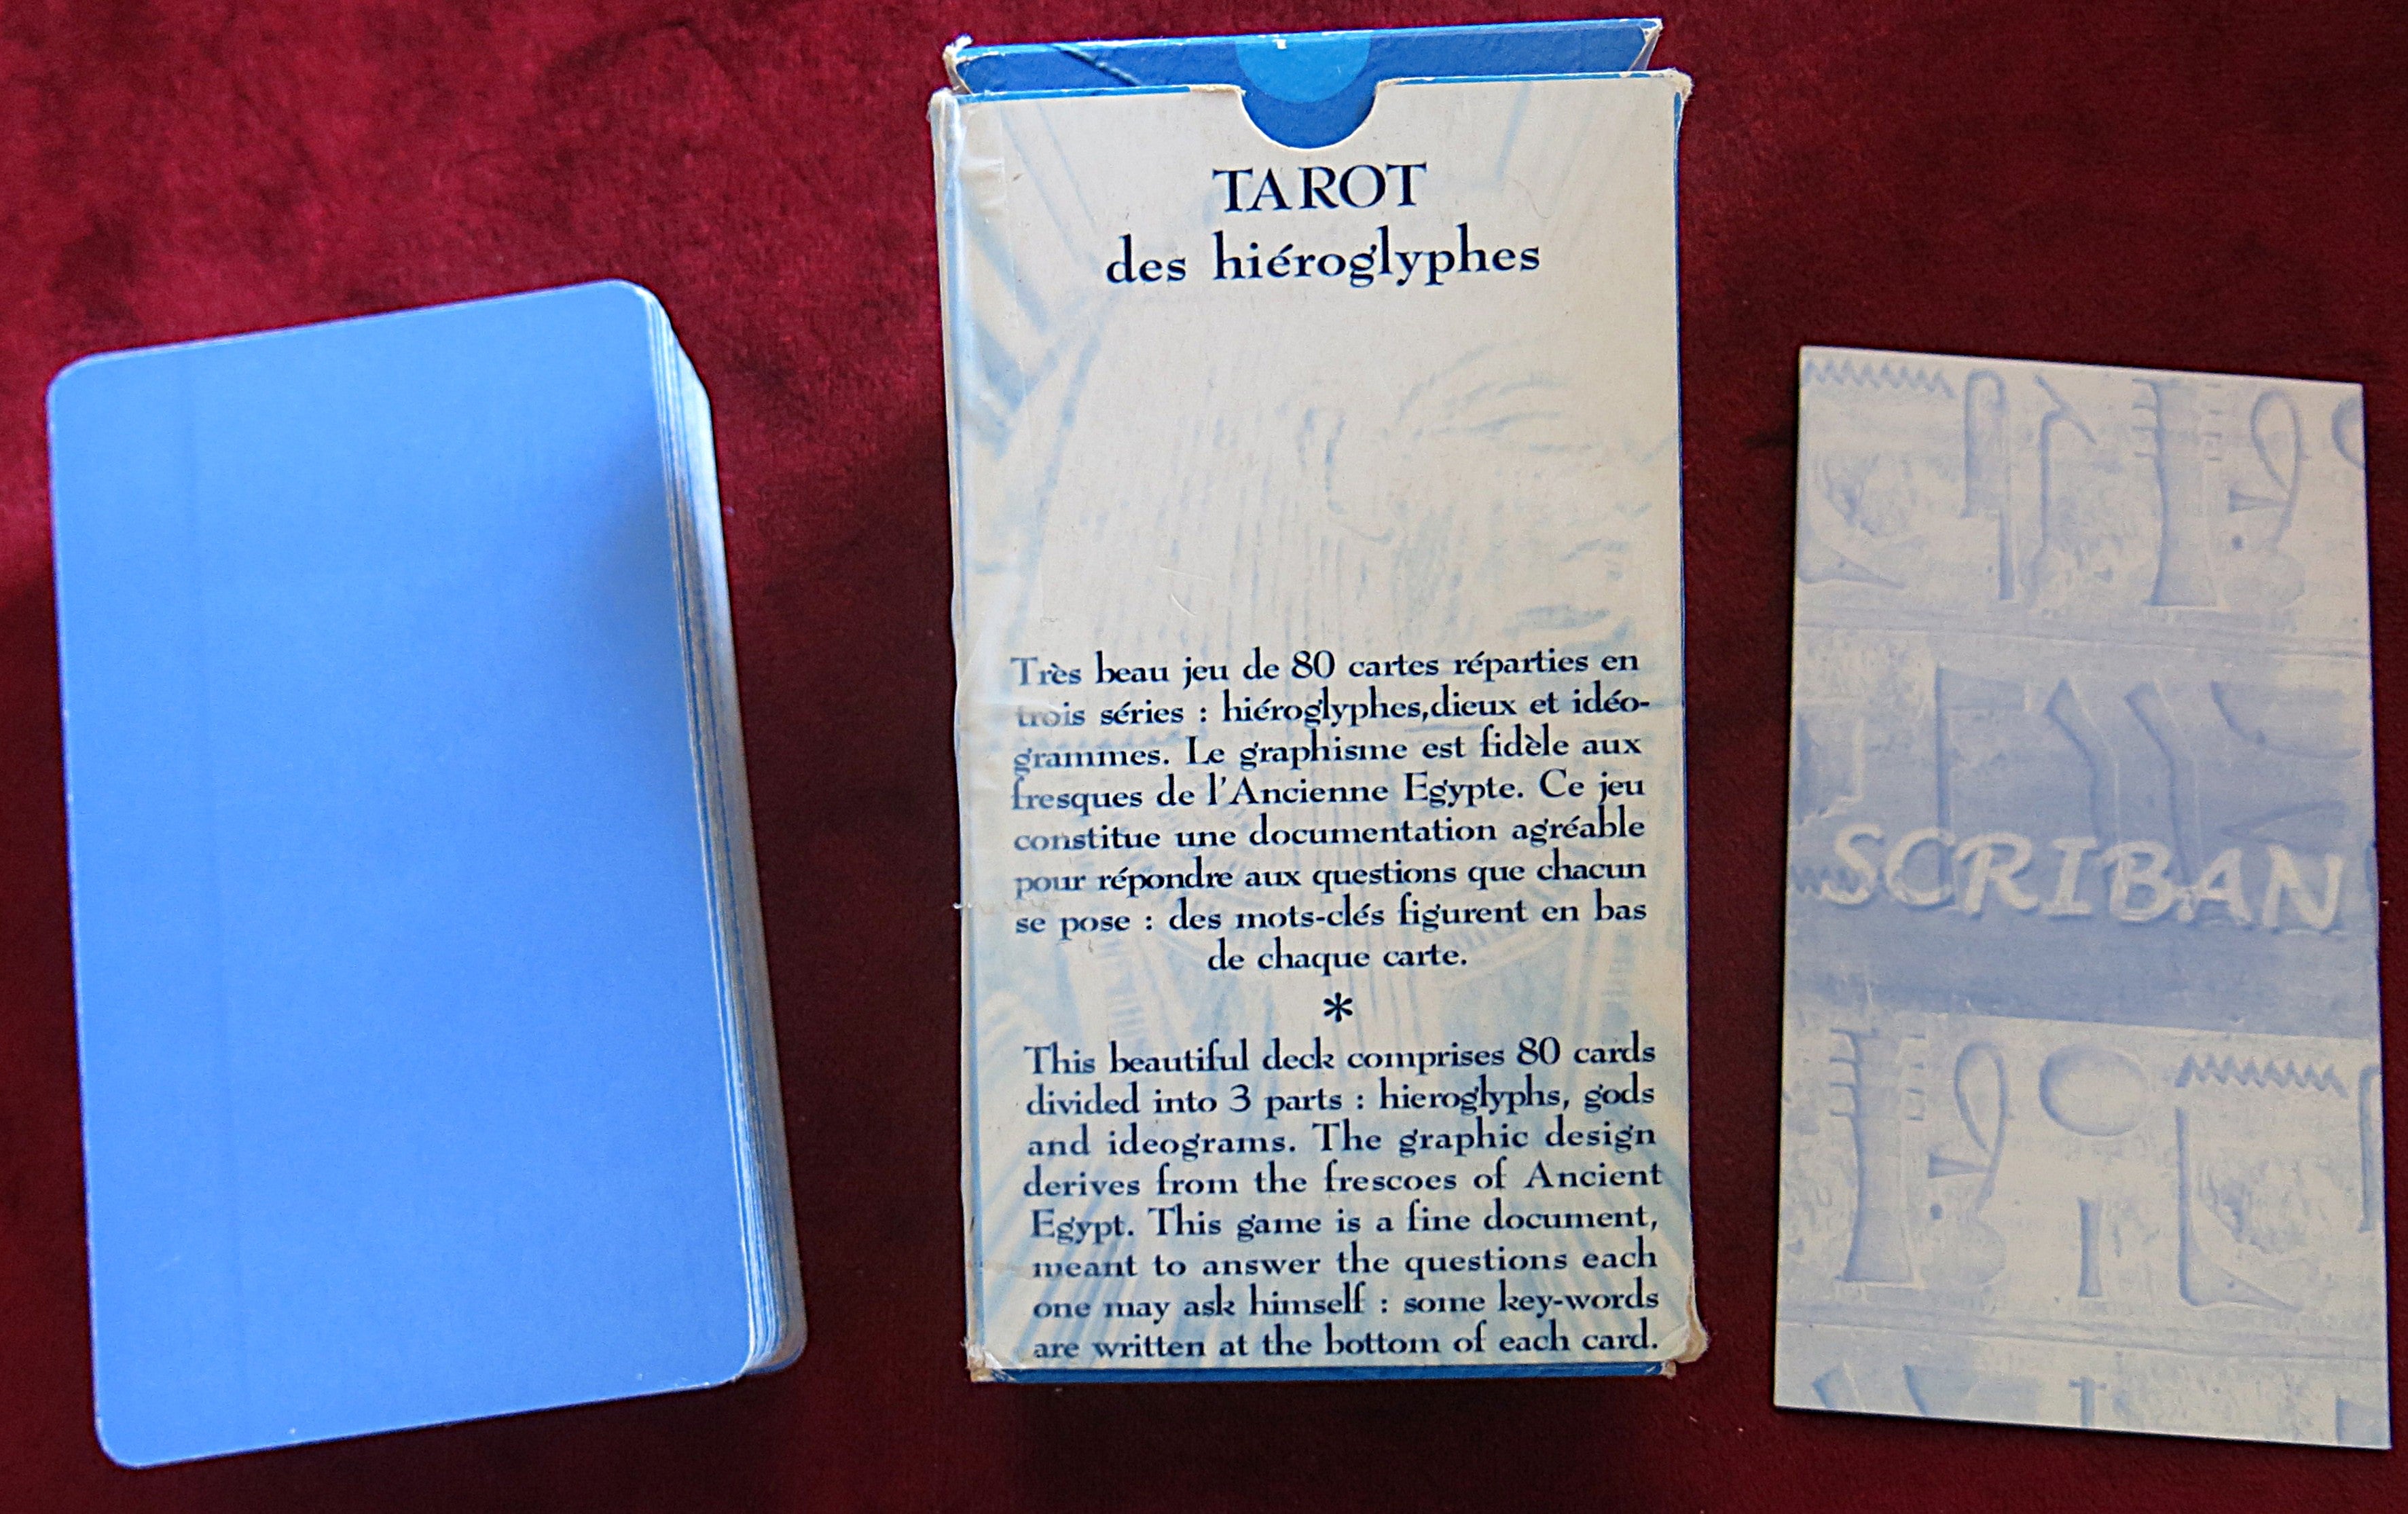 TAROT
des hiéroglyphes
Très beau jeu de 80 cartes réparties en
trois séries : hiéroglyphes,dieux et idéo-
grammes. Le graphisme est fidèle aux
fresques de l'Ancienne Egypte. Ce jeu
constitue une documentation agréable
pour répondre aux questions que chacun
se pose : des mots-clés figurent en bas
de chaque carte.
*
This beautiful deck comprises 80 cards
divided into 3 parts : hieroglyphs, gods
and ideograms. The graphic design
derives from the frescoes of Ancient
Egypt. This game is a fine document,
meant to answer the questions each
one may ask himself : some key-words
are written at the bottom of each card.
SCRIBAN